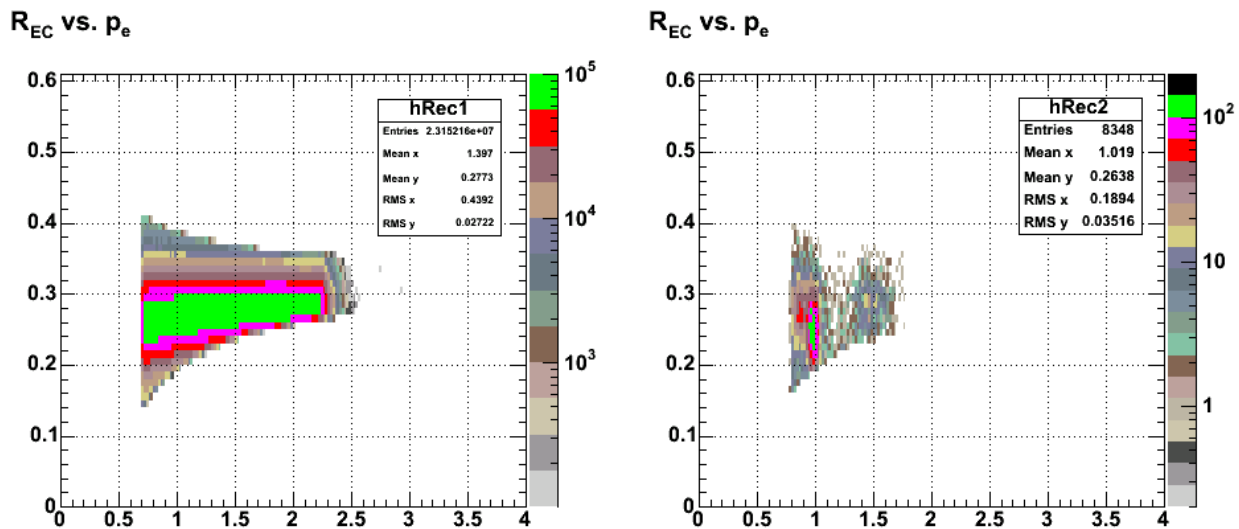 R_EC vs. p_e
hRec1
Entries 2.315216e+07
Mean x 1.397
Mean y 0.2773
RMS x 0.4392
RMS y 0.02722
0.6
0.5
0.4
0.3
0.2
0.1
0
0 0.5 1 1.5 2 2.5 3 3.5 4
10^5
10^4
10^3
R_EC vs. p_e
hRec2
Entries 8348
Mean x 1.019
Mean y 0.2638
RMS x 0.1894
RMS y 0.03516
0.6
0.5
0.4
0.3
0.2
0.1
0
0 0.5 1 1.5 2 2.5 3 3.5 4
10^2
10
1